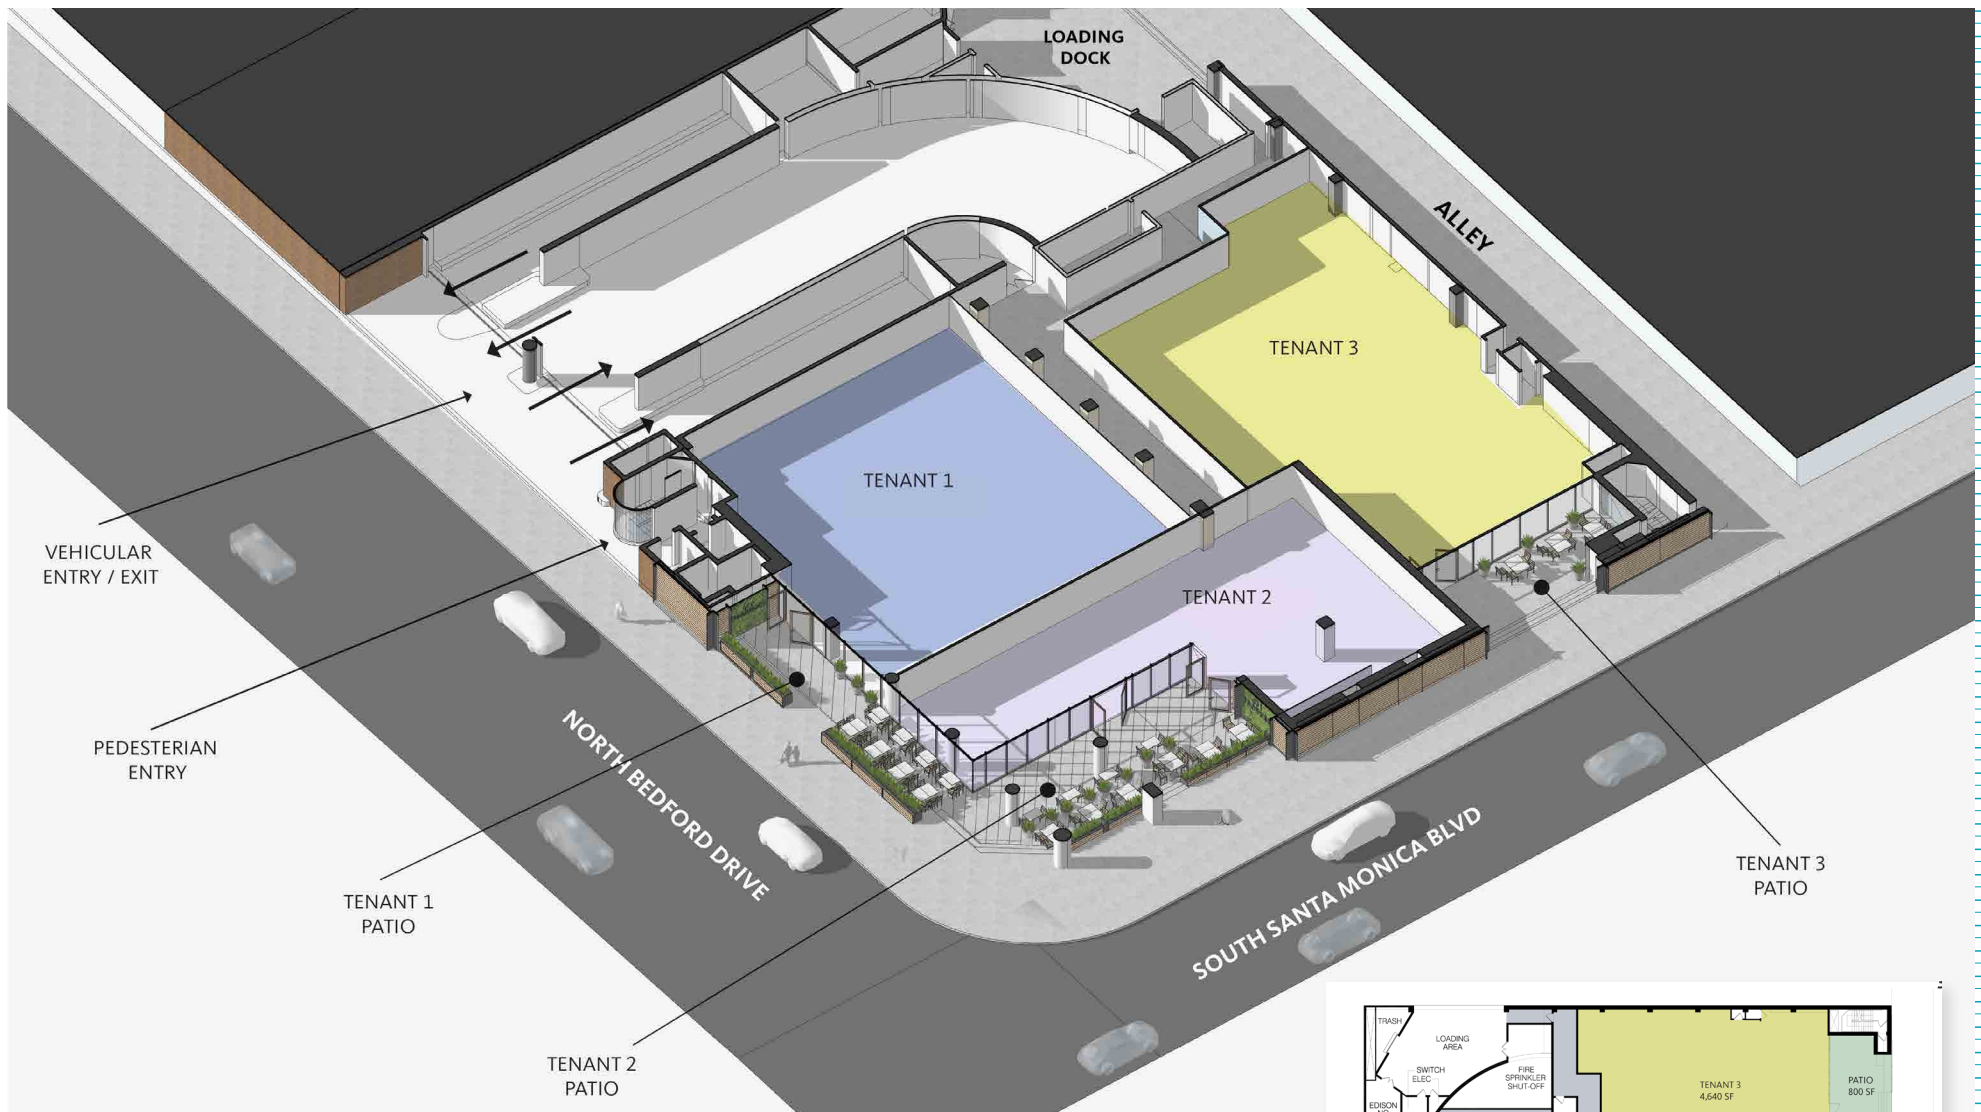 LOADING
DOCK
ALLEY
TENANT 3
TENANT 1
TENANT 2
VEHICULAR
ENTRY / EXIT
PEDESTERIAN
ENTRY
NORTH BEDFORD DRIVE
SOUTH SANTA MONICA BLVD
TENANT 1
PATIO
TENANT 2
PATIO
TENANT 3
PATIO
TRASH
LOADING
AREA
SWITCH
ELEC
FIRE
SPRINKLER
SHUT-OFF
EDISON
TENANT 3
4,640 SF
PATIO
800 SF